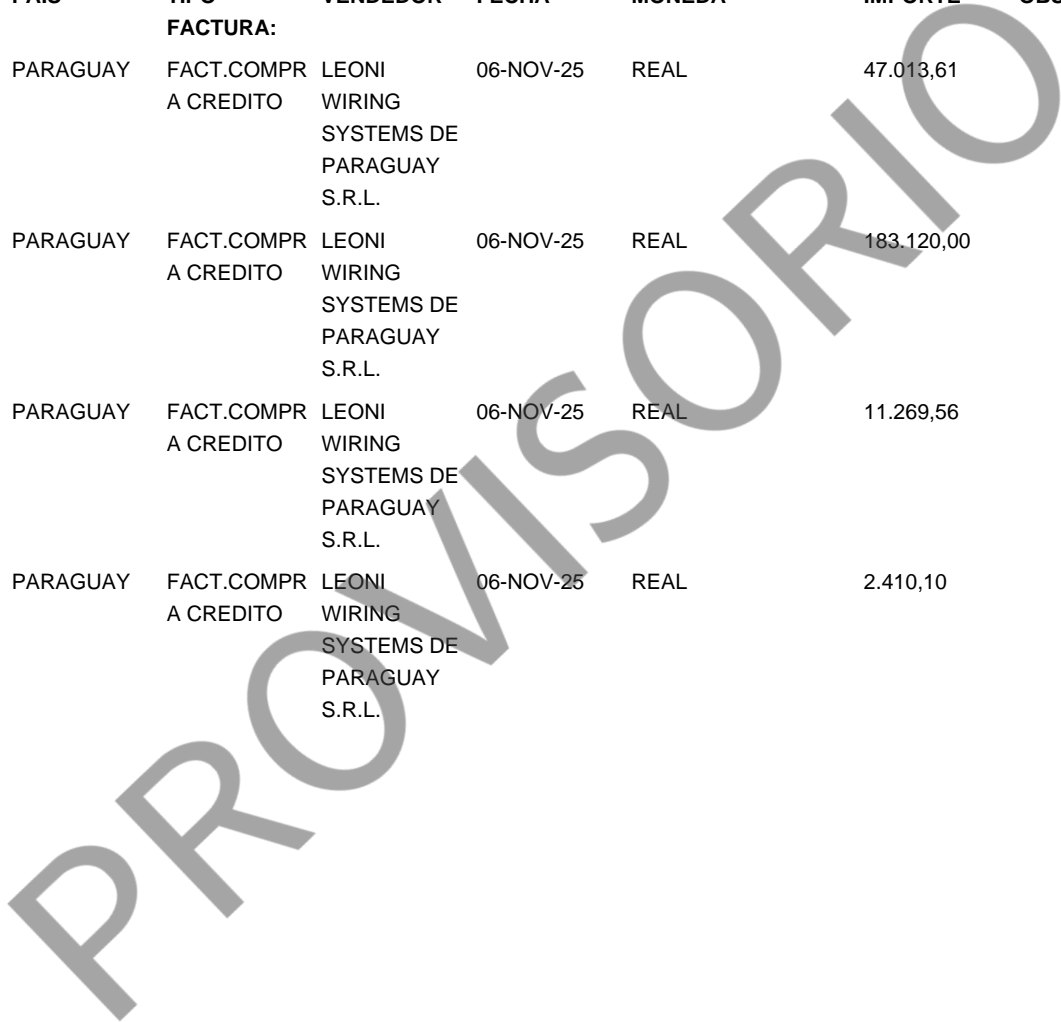 FACTURA:
PARAGUAY FACT.COMPR LEONI 06-NOV-25 REAL 47.013,61
A CREDITO WIRING
SYSTEMS DE
PARAGUAY
S.R.L.
PARAGUAY FACT.COMPR LEONI 06-NOV-25 REAL 183.120,00
A CREDITO WIRING
SYSTEMS DE
PARAGUAY
S.R.L.
PARAGUAY FACT.COMPR LEONI 06-NOV-25 REAL 11.269,56
A CREDITO WIRING
SYSTEMS DE
PARAGUAY
S.R.L.
PARAGUAY FACT.COMPR LEONI 06-NOV-25 REAL 2.410,10
A CREDITO WIRING
SYSTEMS DE
PARAGUAY
S.R.L.
PROVISORIO